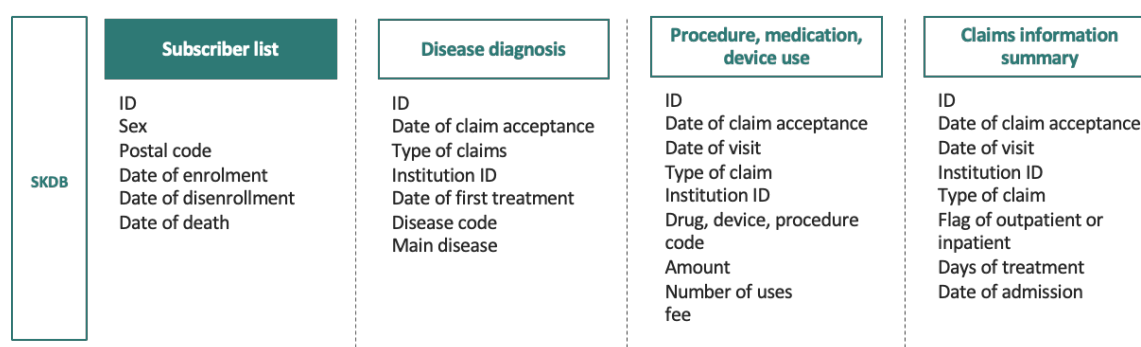 SKDB
Subscriber list
ID
Sex
Postal code
Date of enrolment
Date of disenrollment
Date of death
Disease diagnosis
ID
Date of claim acceptance
Type of claims
Institution ID
Date of first treatment
Disease code
Main disease
Procedure, medication,
device use
ID
Date of claim acceptance
Date of visit
Type of claim
Institution ID
Drug, device, procedure
code
Amount
Number of uses
fee
Claims information
summary
ID
Date of claim acceptance
Date of visit
Institution ID
Type of claim
Flag of outpatient or
inpatient
Days of treatment
Date of admission